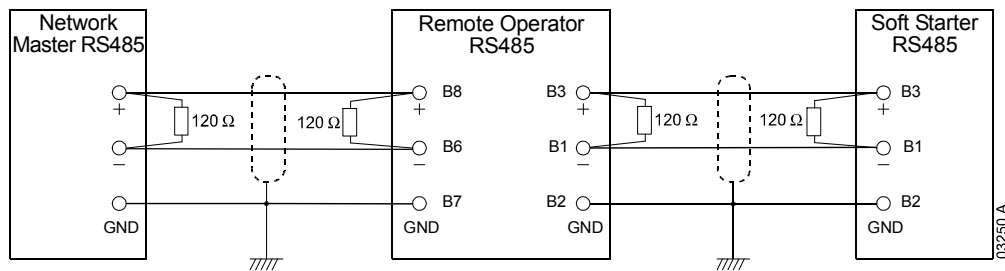 Network
Master RS485
Remote Operator
RS485
Soft Starter
RS485
+
120 Ω
120 Ω
B8
+
B3
+
120 Ω
120 Ω
B3
+
−
B6
−
B1
−
B1
−
GND
B7
GND
B2
GND
B2
GND
03250.A